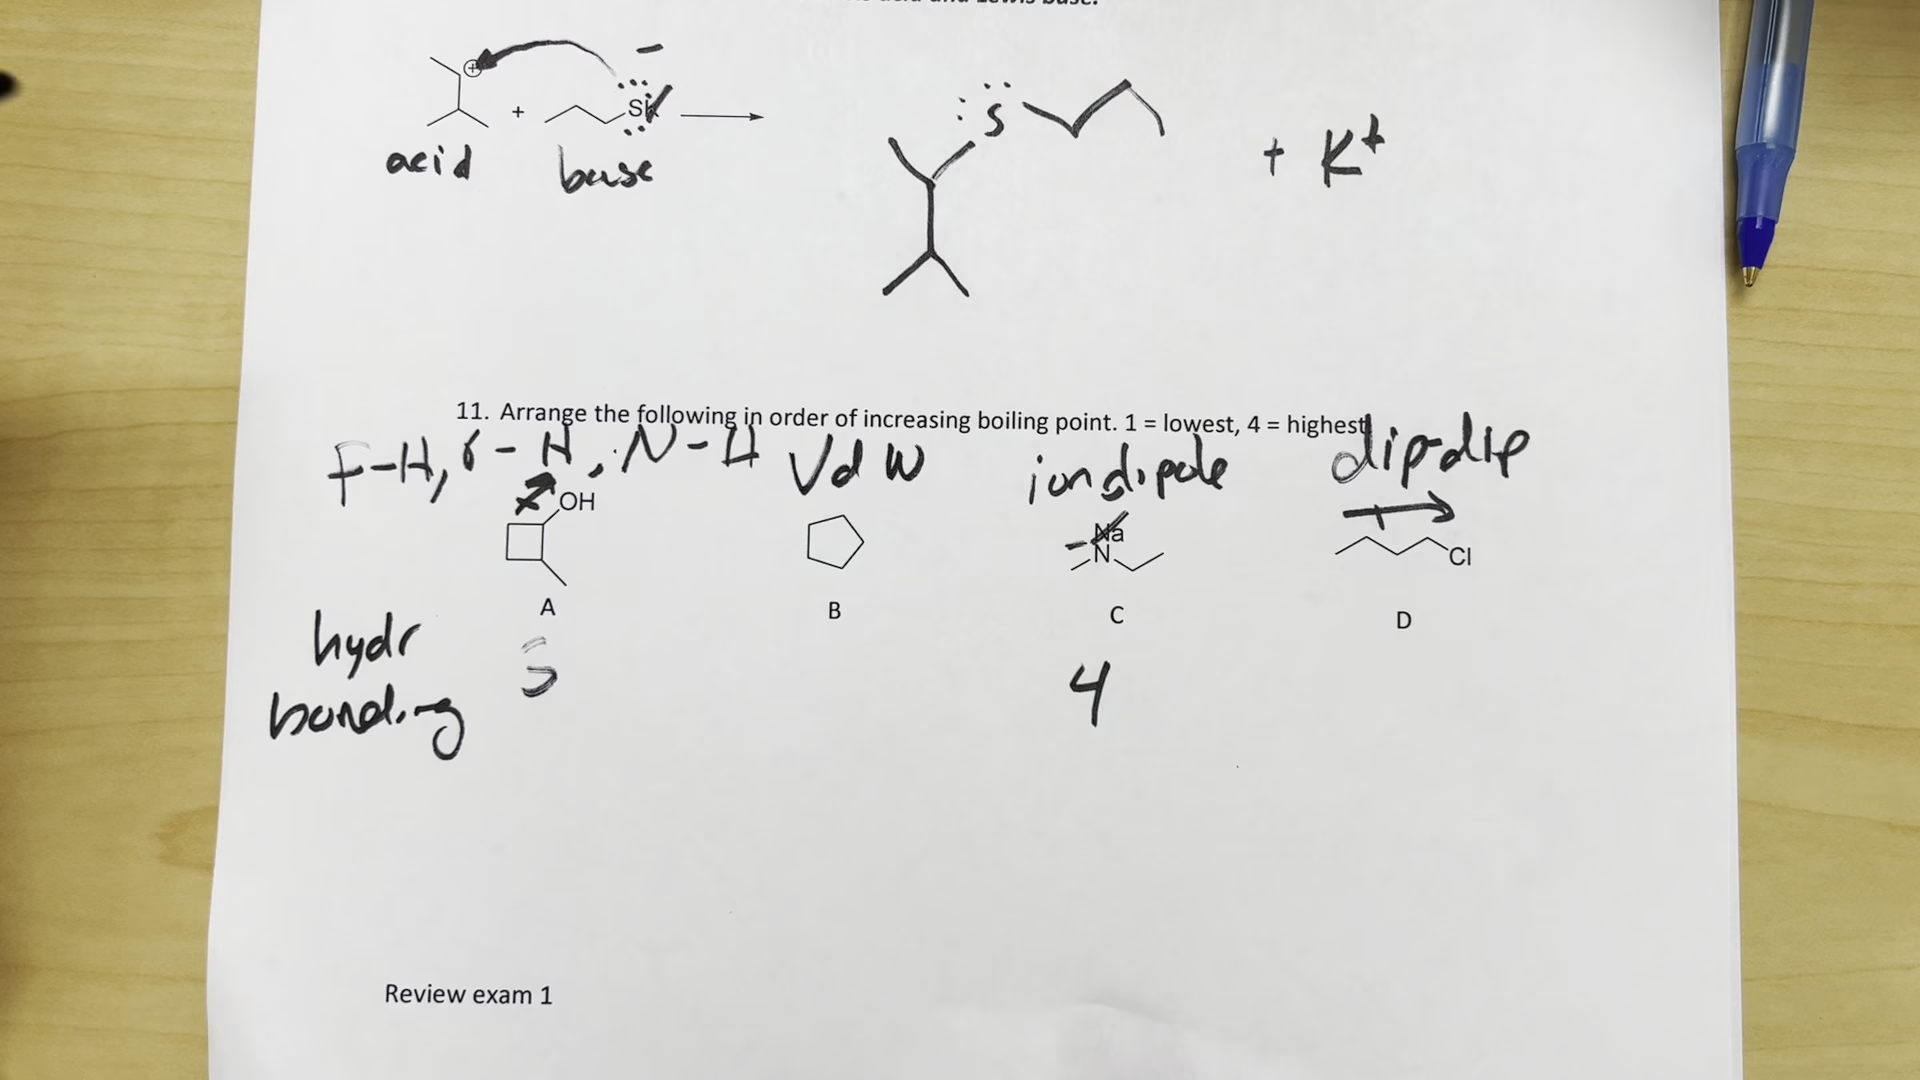 + SK
acid base
:S
+ K+
11. Arrange the following in order of increasing boiling point. 1 = lowest, 4 = highest
F-H, O-H, N-H VdW ion dipole dip-dip
OH
Na
N
Cl
A B C D
hydr
bonding
4
Review exam 1